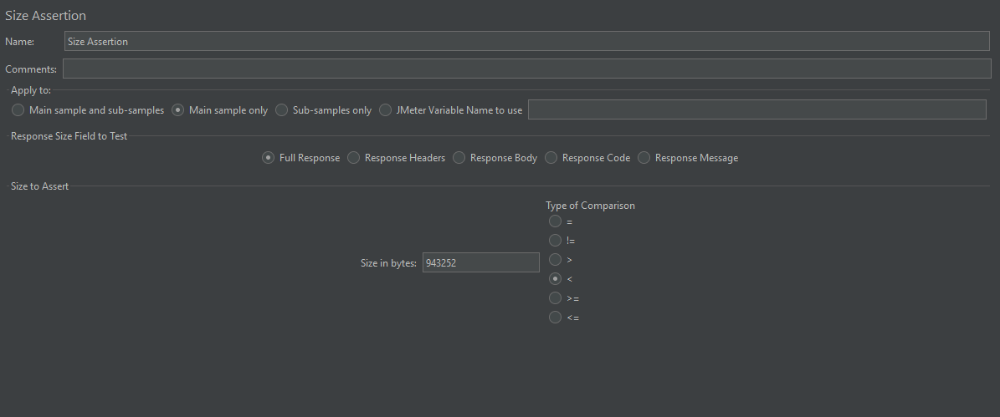 Size Assertion
Name: Size Assertion
Comments:
Apply to:
Main sample and sub-samples Main sample only Sub-samples only JMeter Variable Name to use
Response Size Field to Test
Full Response Response Headers Response Body Response Code Response Message
Size to Assert
Type of Comparison
=
!=
>
Size in bytes: 943252
<
>=
<=